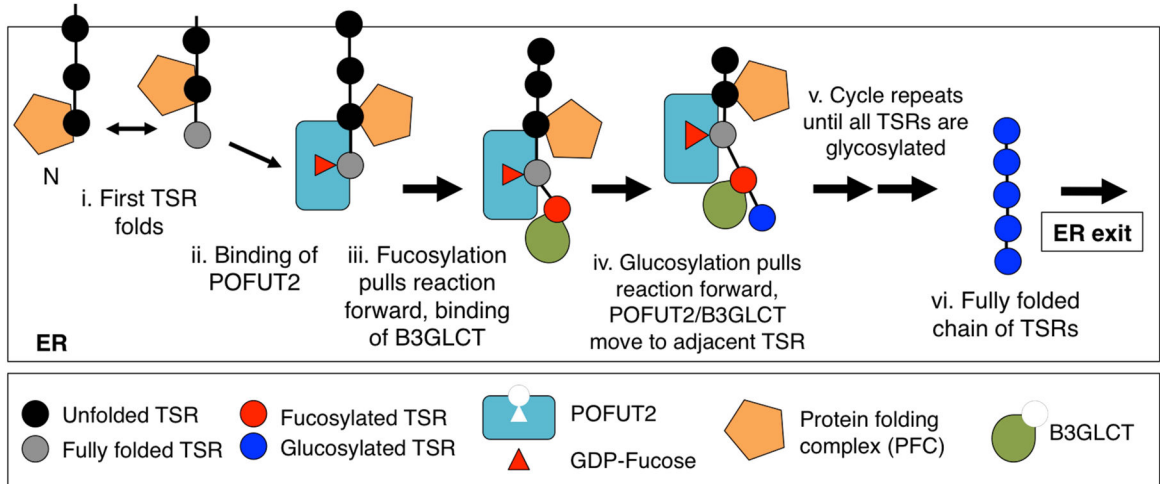 N
i. First TSR
folds
ii. Binding of
POFUT2
iii. Fucosylation
pulls reaction
forward, binding
of B3GLCT
iv. Glucosylation pulls
reaction forward,
POFUT2/B3GLCT
move to adjacent TSR
v. Cycle repeats
until all TSRs are
glycosylated
vi. Fully folded
chain of TSRs
ER exit
ER
Unfolded TSR
Fully folded TSR
Fucosylated TSR
Glucosylated TSR
POFUT2
GDP-Fucose
Protein folding
complex (PFC)
B3GLCT